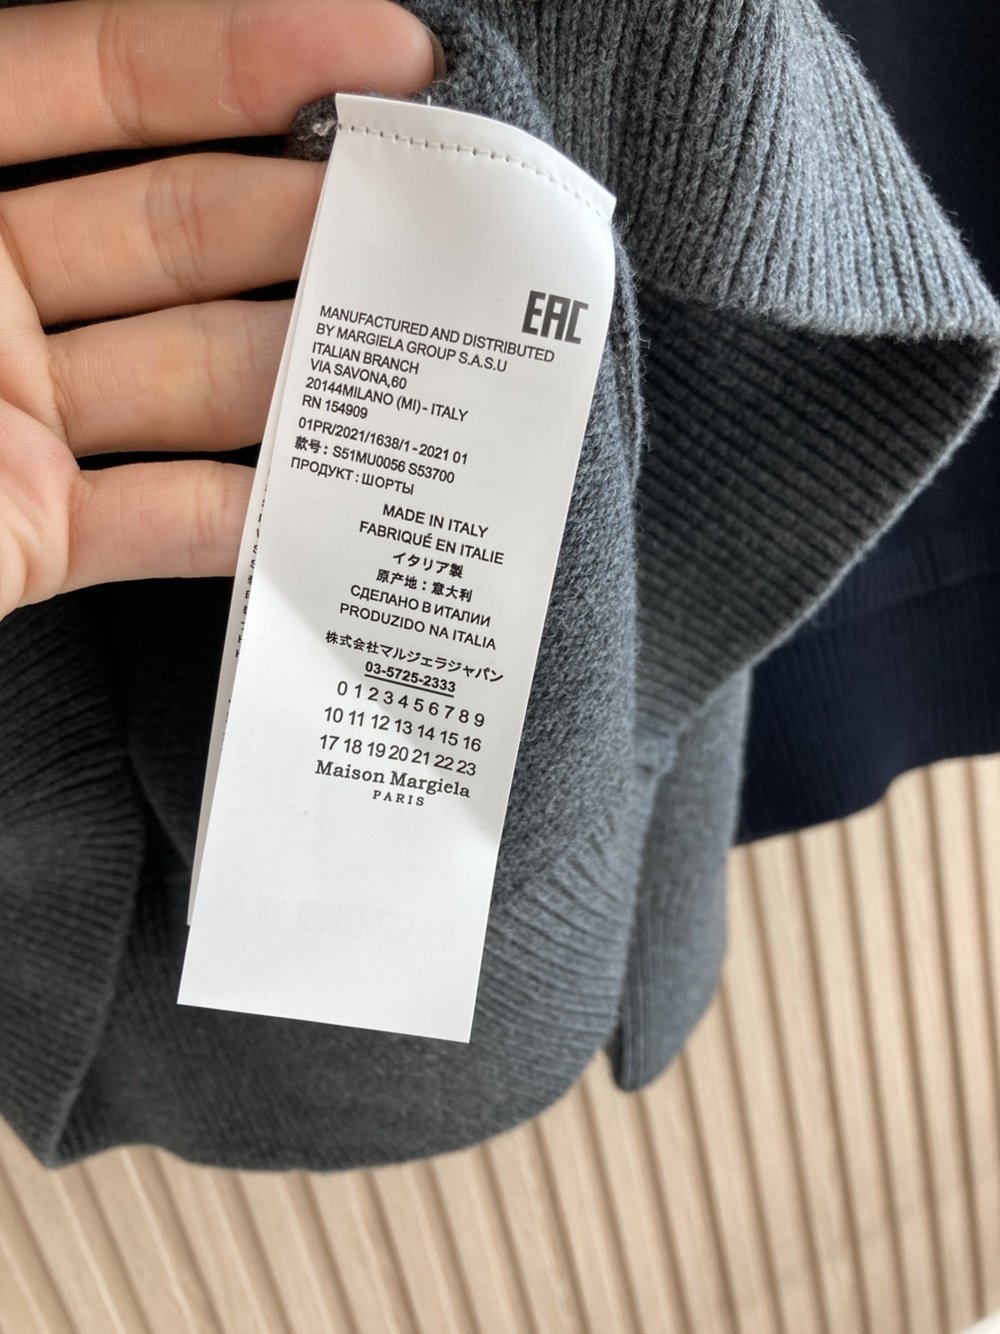 EAC
MANUFACTURED AND DISTRIBUTED
BY MARGIELA GROUP S.A.S.U
ITALIAN BRANCH
VIA SAVONA,60
20144MILANO (MI)- ITALY
RN 154909
01PR/2021/1638/1-2021 01
款号：S51MU0056 S53700
ПРОДУКТ : ШОРТЫ
MADE IN ITALY
FABRIQUÉ EN ITALIE
イタリア製
原产地：意大利
СДЕЛАНО В ИТАЛИИ
PRODUZIDO NA ITALIA
株式会社マルジェラジャパン
03-5725-2333
0 1 2 3 4 5 6 7 8 9
10 11 12 13 14 15 16
17 18 19 20 21 22 23
Maison Margiela
PARIS